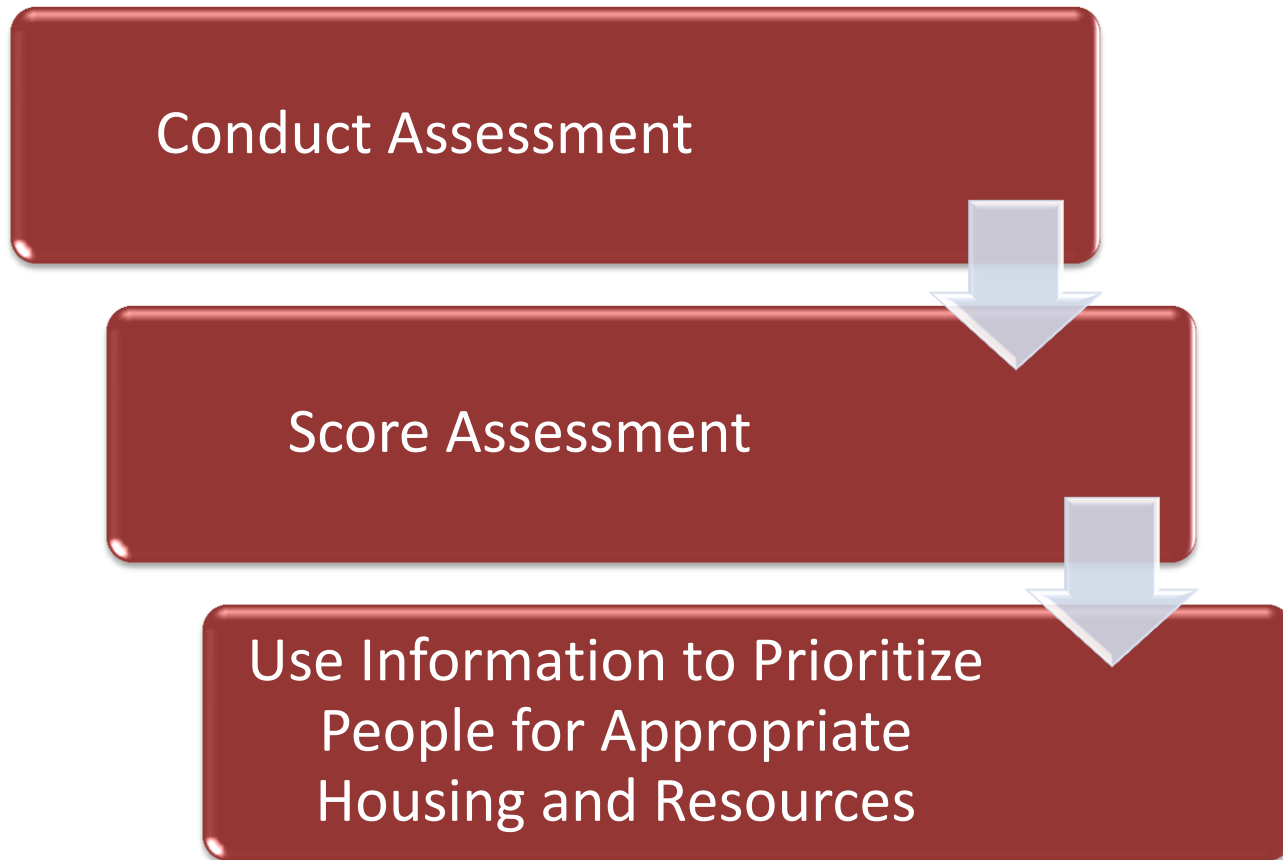 Conduct Assessment
Score Assessment
Use Information to Prioritize
People for Appropriate
Housing and Resources